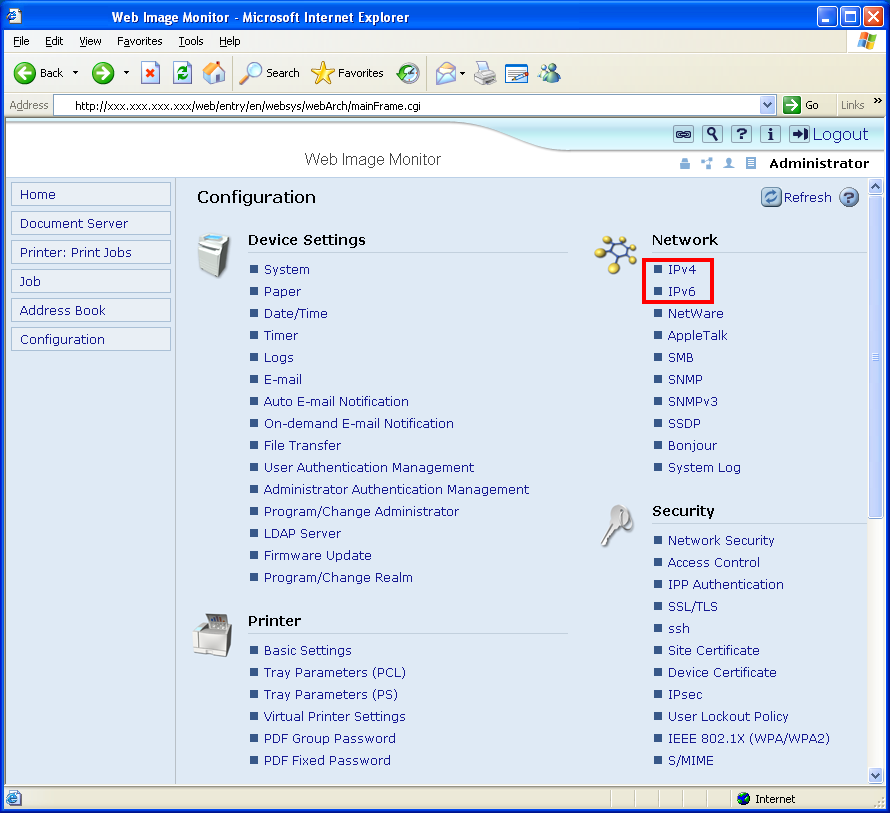 Web Image Monitor - Microsoft Internet Explorer
File Edit View Favorites Tools Help
Back Search Favorites
Address http://xxx.xxx.xxx.xxx/web/entry/en/websys/webArch/mainFrame.cgi Go Links »
? i Logout
Web Image Monitor
Administrator
Home
Document Server
Printer: Print Jobs
Job
Address Book
Configuration
Configuration
Refresh ?
Device Settings
System
Paper
Date/Time
Timer
Logs
E-mail
Auto E-mail Notification
On-demand E-mail Notification
File Transfer
User Authentication Management
Administrator Authentication Management
Program/Change Administrator
LDAP Server
Firmware Update
Program/Change Realm
Printer
Basic Settings
Tray Parameters (PCL)
Tray Parameters (PS)
Virtual Printer Settings
PDF Group Password
PDF Fixed Password
Network
IPv4
IPv6
NetWare
AppleTalk
SMB
SNMP
SNMPv3
SSDP
Bonjour
System Log
Security
Network Security
Access Control
IPP Authentication
SSL/TLS
ssh
Site Certificate
Device Certificate
IPsec
User Lockout Policy
IEEE 802.1X (WPA/WPA2)
S/MIME
Internet